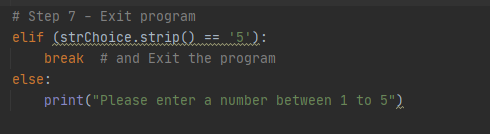 # Step 7 - Exit program
elif (strChoice.strip() == '5'):
    break  # and Exit the program
else:
    print("Please enter a number between 1 to 5")